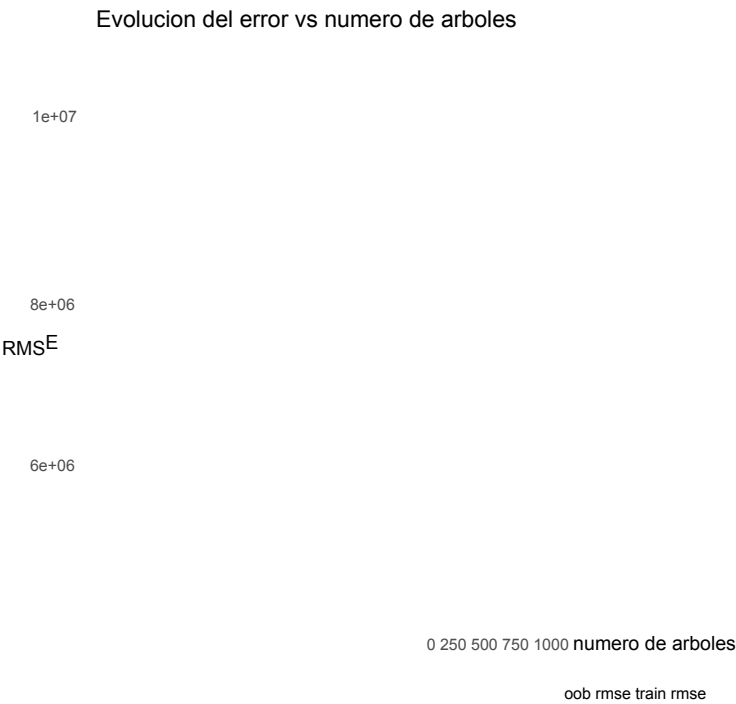 Evolucion del error vs numero de arboles
1e+07
8e+06
RMSE
6e+06
0 250 500 750 1000 numero de arboles
oob rmse train rmse